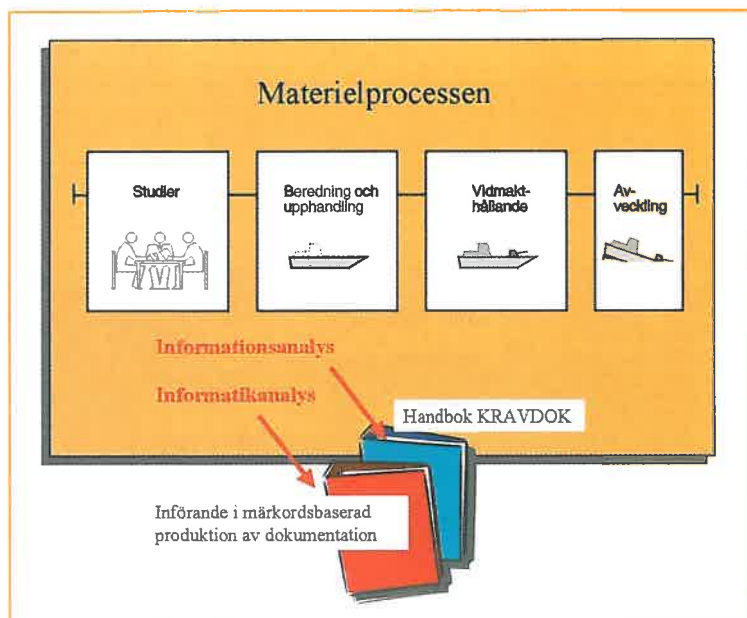 Materielprocessen
Studier
Beredning och
upphandling
Vidmakt-
hållande
Av-
veckling
Informationsanalys
Informatikanalys
Handbok KRAVDOK
Införande i märkordsbaserad
produktion av dokumentation